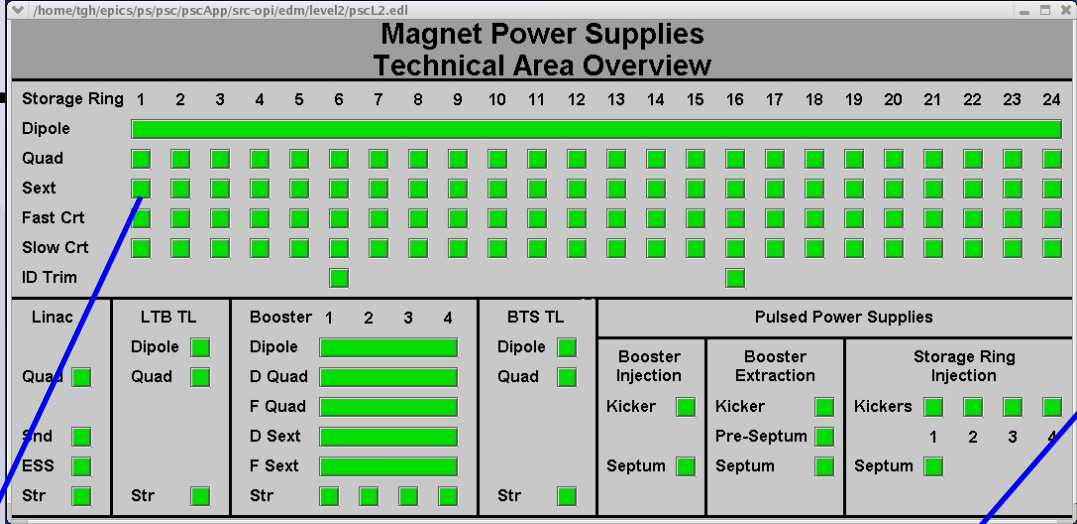 /home/tgh/epics/ps/psc/pscApp/src-opi/edm/level2/pscL2.edl
Magnet Power Supplies
Technical Area Overview
Storage Ring 1 2 3 4 5 6 7 8 9 10 11 12 13 14 15 16 17 18 19 20 21 22 23 24
Dipole
Quad
Sext
Fast Crt
Slow Crt
ID Trim
Linac
Quad
Snd
ESS
Str
LTB TL
Dipole
Quad
Str
Booster 1 2 3 4
Dipole
D Quad
F Quad
D Sext
F Sext
Str
BTS TL
Dipole
Quad
Str
Pulsed Power Supplies
Booster
Injection
Kicker
Septum
Booster
Extraction
Kicker
Pre-Septum
Septum
Storage Ring
Injection
Kickers
1 2 3 4
Septum